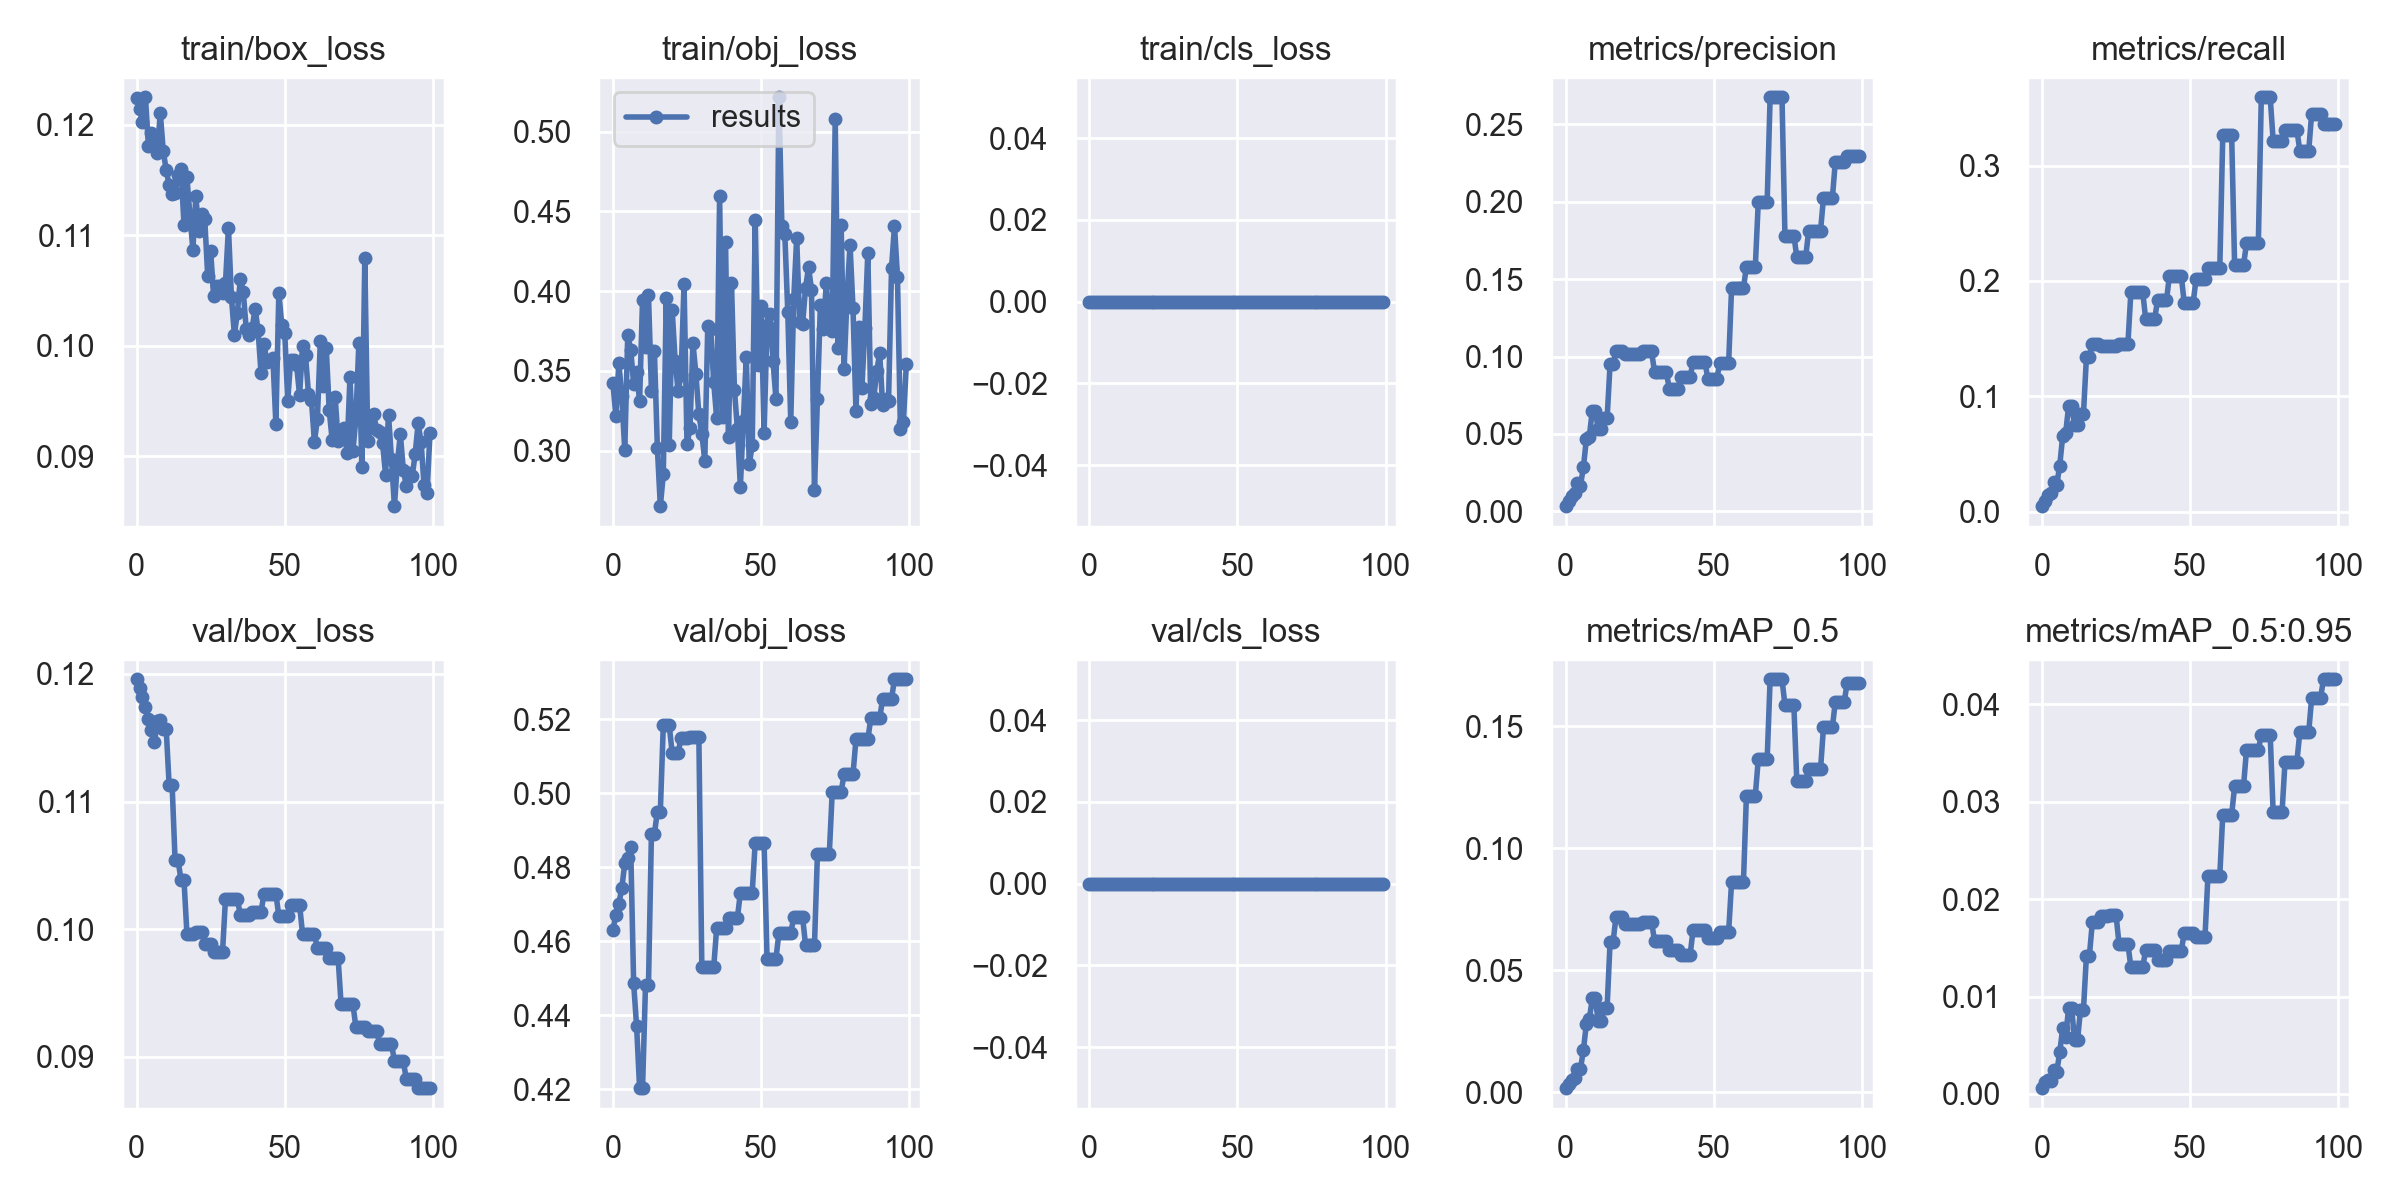 train/box_loss
0.12
0.11
0.10
0.09
0 50 100
train/obj_loss
results
0.50
0.45
0.40
0.35
0.30
0 50 100
train/cls_loss
0.04
0.02
0.00
−0.02
−0.04
0 50 100
metrics/precision
0.25
0.20
0.15
0.10
0.05
0.00
0 50 100
metrics/recall
0.3
0.2
0.1
0.0
0 50 100
val/box_loss
0.12
0.11
0.10
0.09
0 50 100
val/obj_loss
0.52
0.50
0.48
0.46
0.44
0.42
0 50 100
val/cls_loss
0.04
0.02
0.00
−0.02
−0.04
0 50 100
metrics/mAP_0.5
0.15
0.10
0.05
0.00
0 50 100
metrics/mAP_0.5:0.95
0.04
0.03
0.02
0.01
0.00
0 50 100